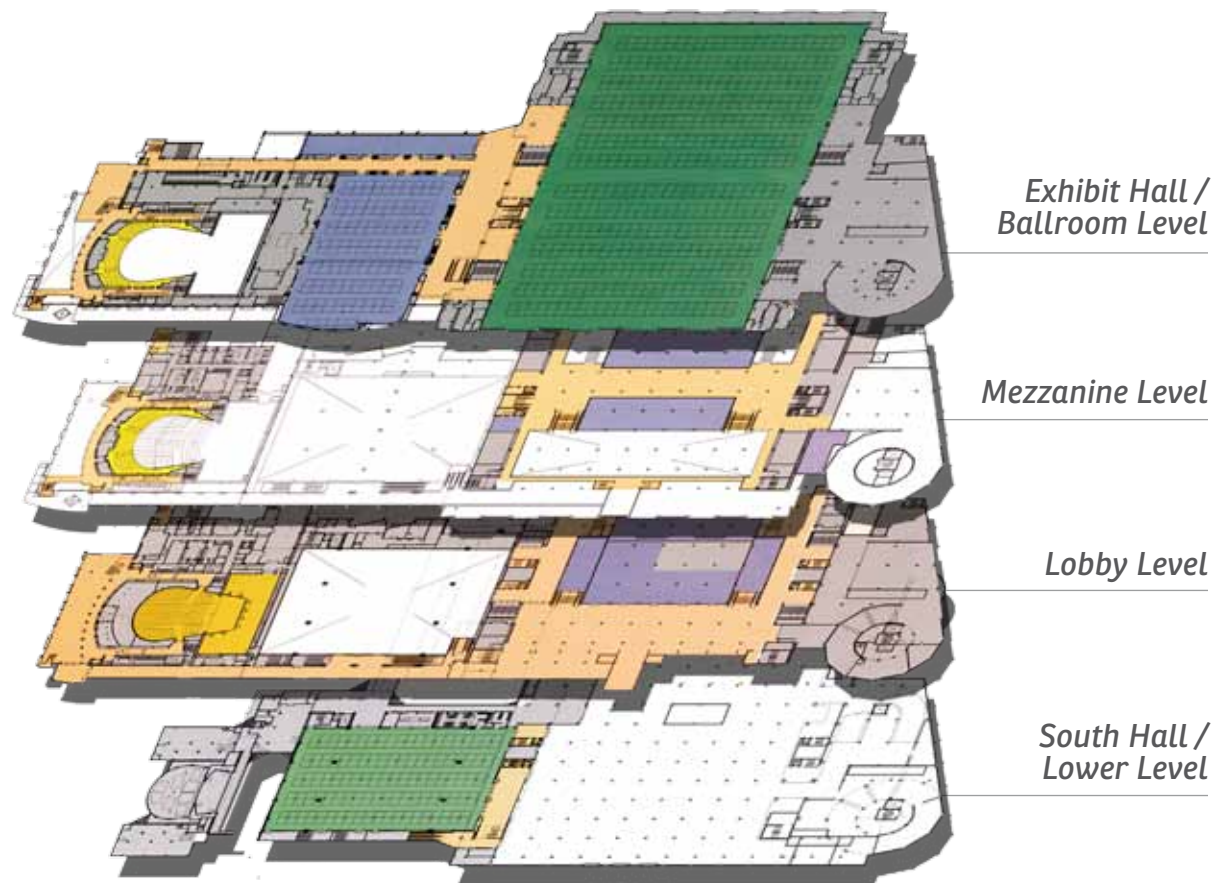 Exhibit Hall /
Ballroom Level
Mezzanine Level
Lobby Level
South Hall /
Lower Level